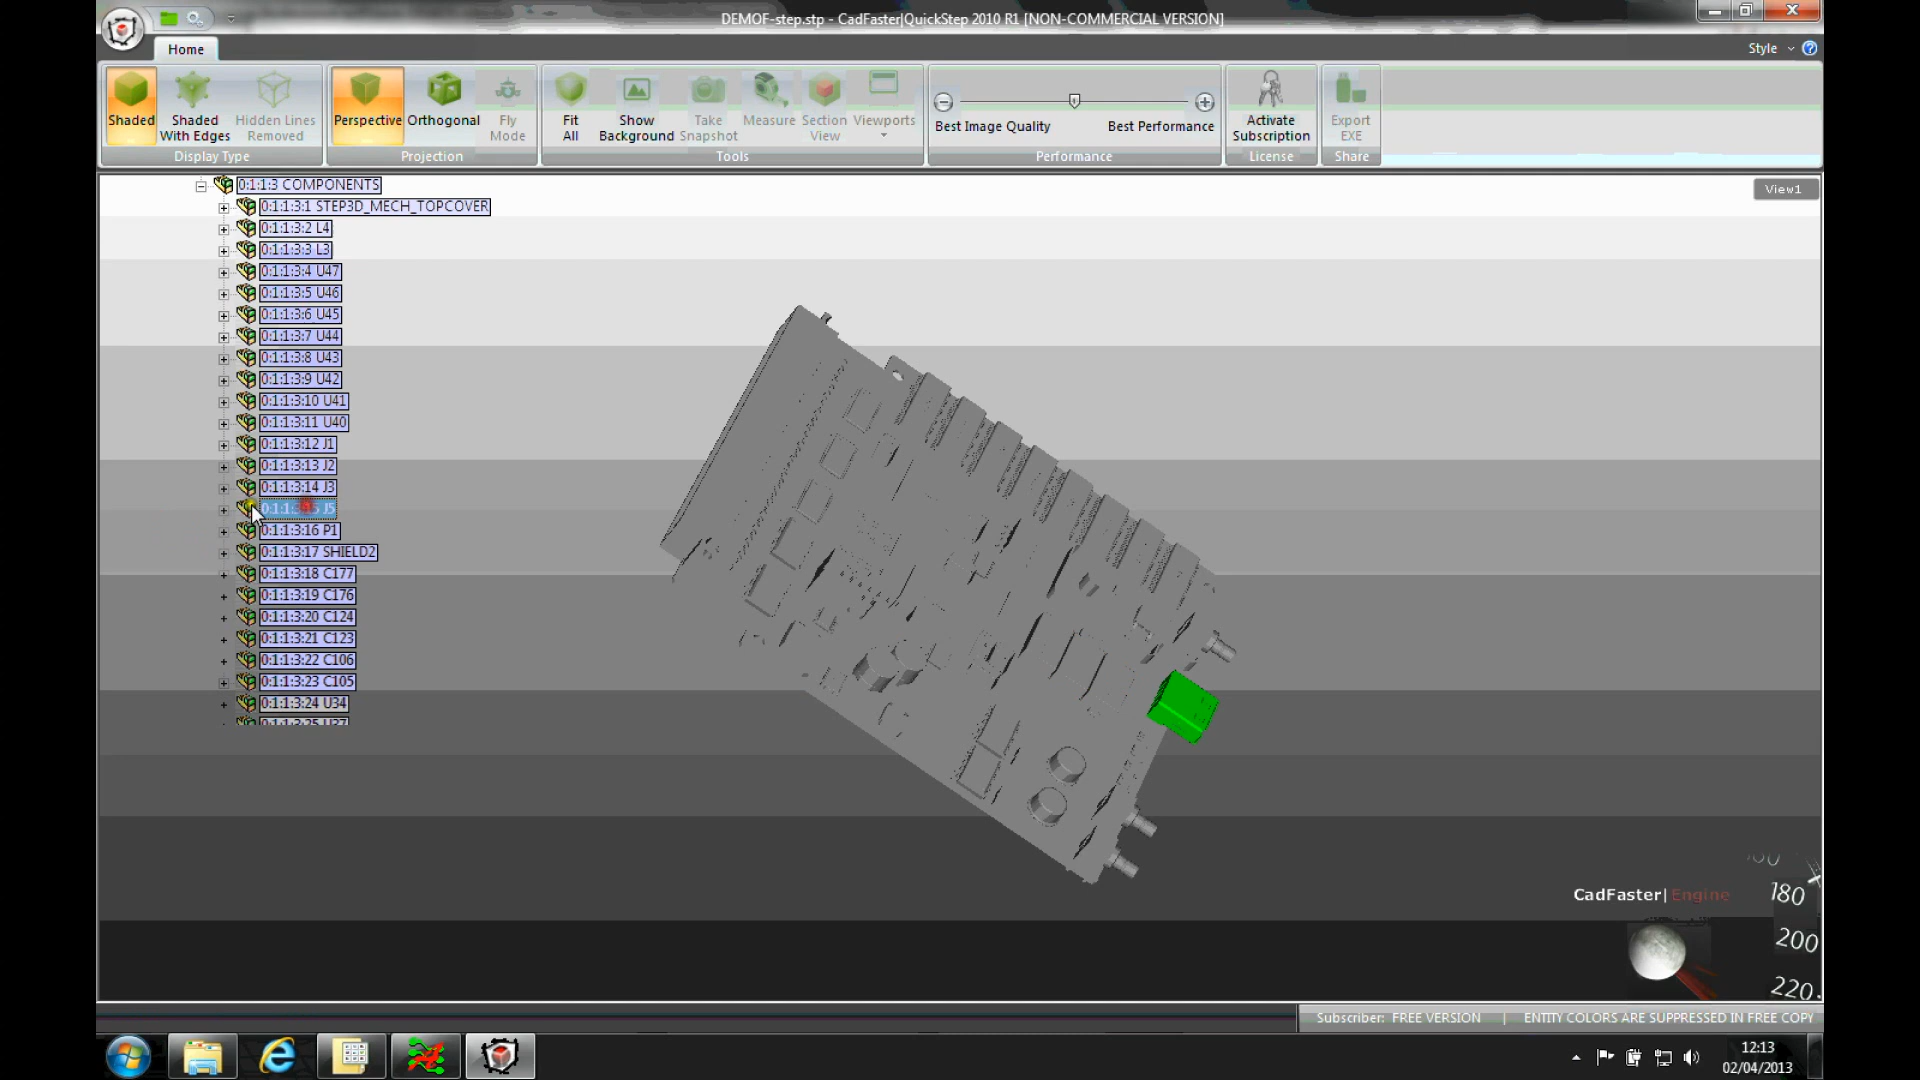 DEMOF-step.stp - CadFaster|QuickStep 2010 R1 [NON-COMMERCIAL VERSION]
Home
Style
Shaded
Shaded With Edges
Hidden Lines Removed
Display Type
Perspective
Orthogonal
Fly Mode
Projection
Fit All
Show Background
Take Snapshot
Measure
Section View
Viewports
Tools
Best Image Quality
Best Performance
Performance
Activate Subscription
License
Export EXE
Share
View1
0:1:1:3 COMPONENTS
0:1:1:3:1 STEP3D_MECH_TOPCOVER
0:1:1:3:2 L4
0:1:1:3:3 L3
0:1:1:3:4 U47
0:1:1:3:5 U46
0:1:1:3:6 U45
0:1:1:3:7 U44
0:1:1:3:8 U43
0:1:1:3:9 U42
0:1:1:3:10 U41
0:1:1:3:11 U40
0:1:1:3:12 J1
0:1:1:3:13 J2
0:1:1:3:14 J3
J5
0:1:1:3:16 P1
0:1:1:3:17 SHIELD2
0:1:1:3:18 C177
0:1:1:3:19 C176
0:1:1:3:20 C124
0:1:1:3:21 C123
0:1:1:3:22 C106
0:1:1:3:23 C105
0:1:1:3:24 U34
0:1:1:3:25 U37
CadFaster|Engine
180
200
220
Subscriber: FREE VERSION | ENTITY COLORS ARE SUPPRESSED IN FREE COPY
12:13
02/04/2013